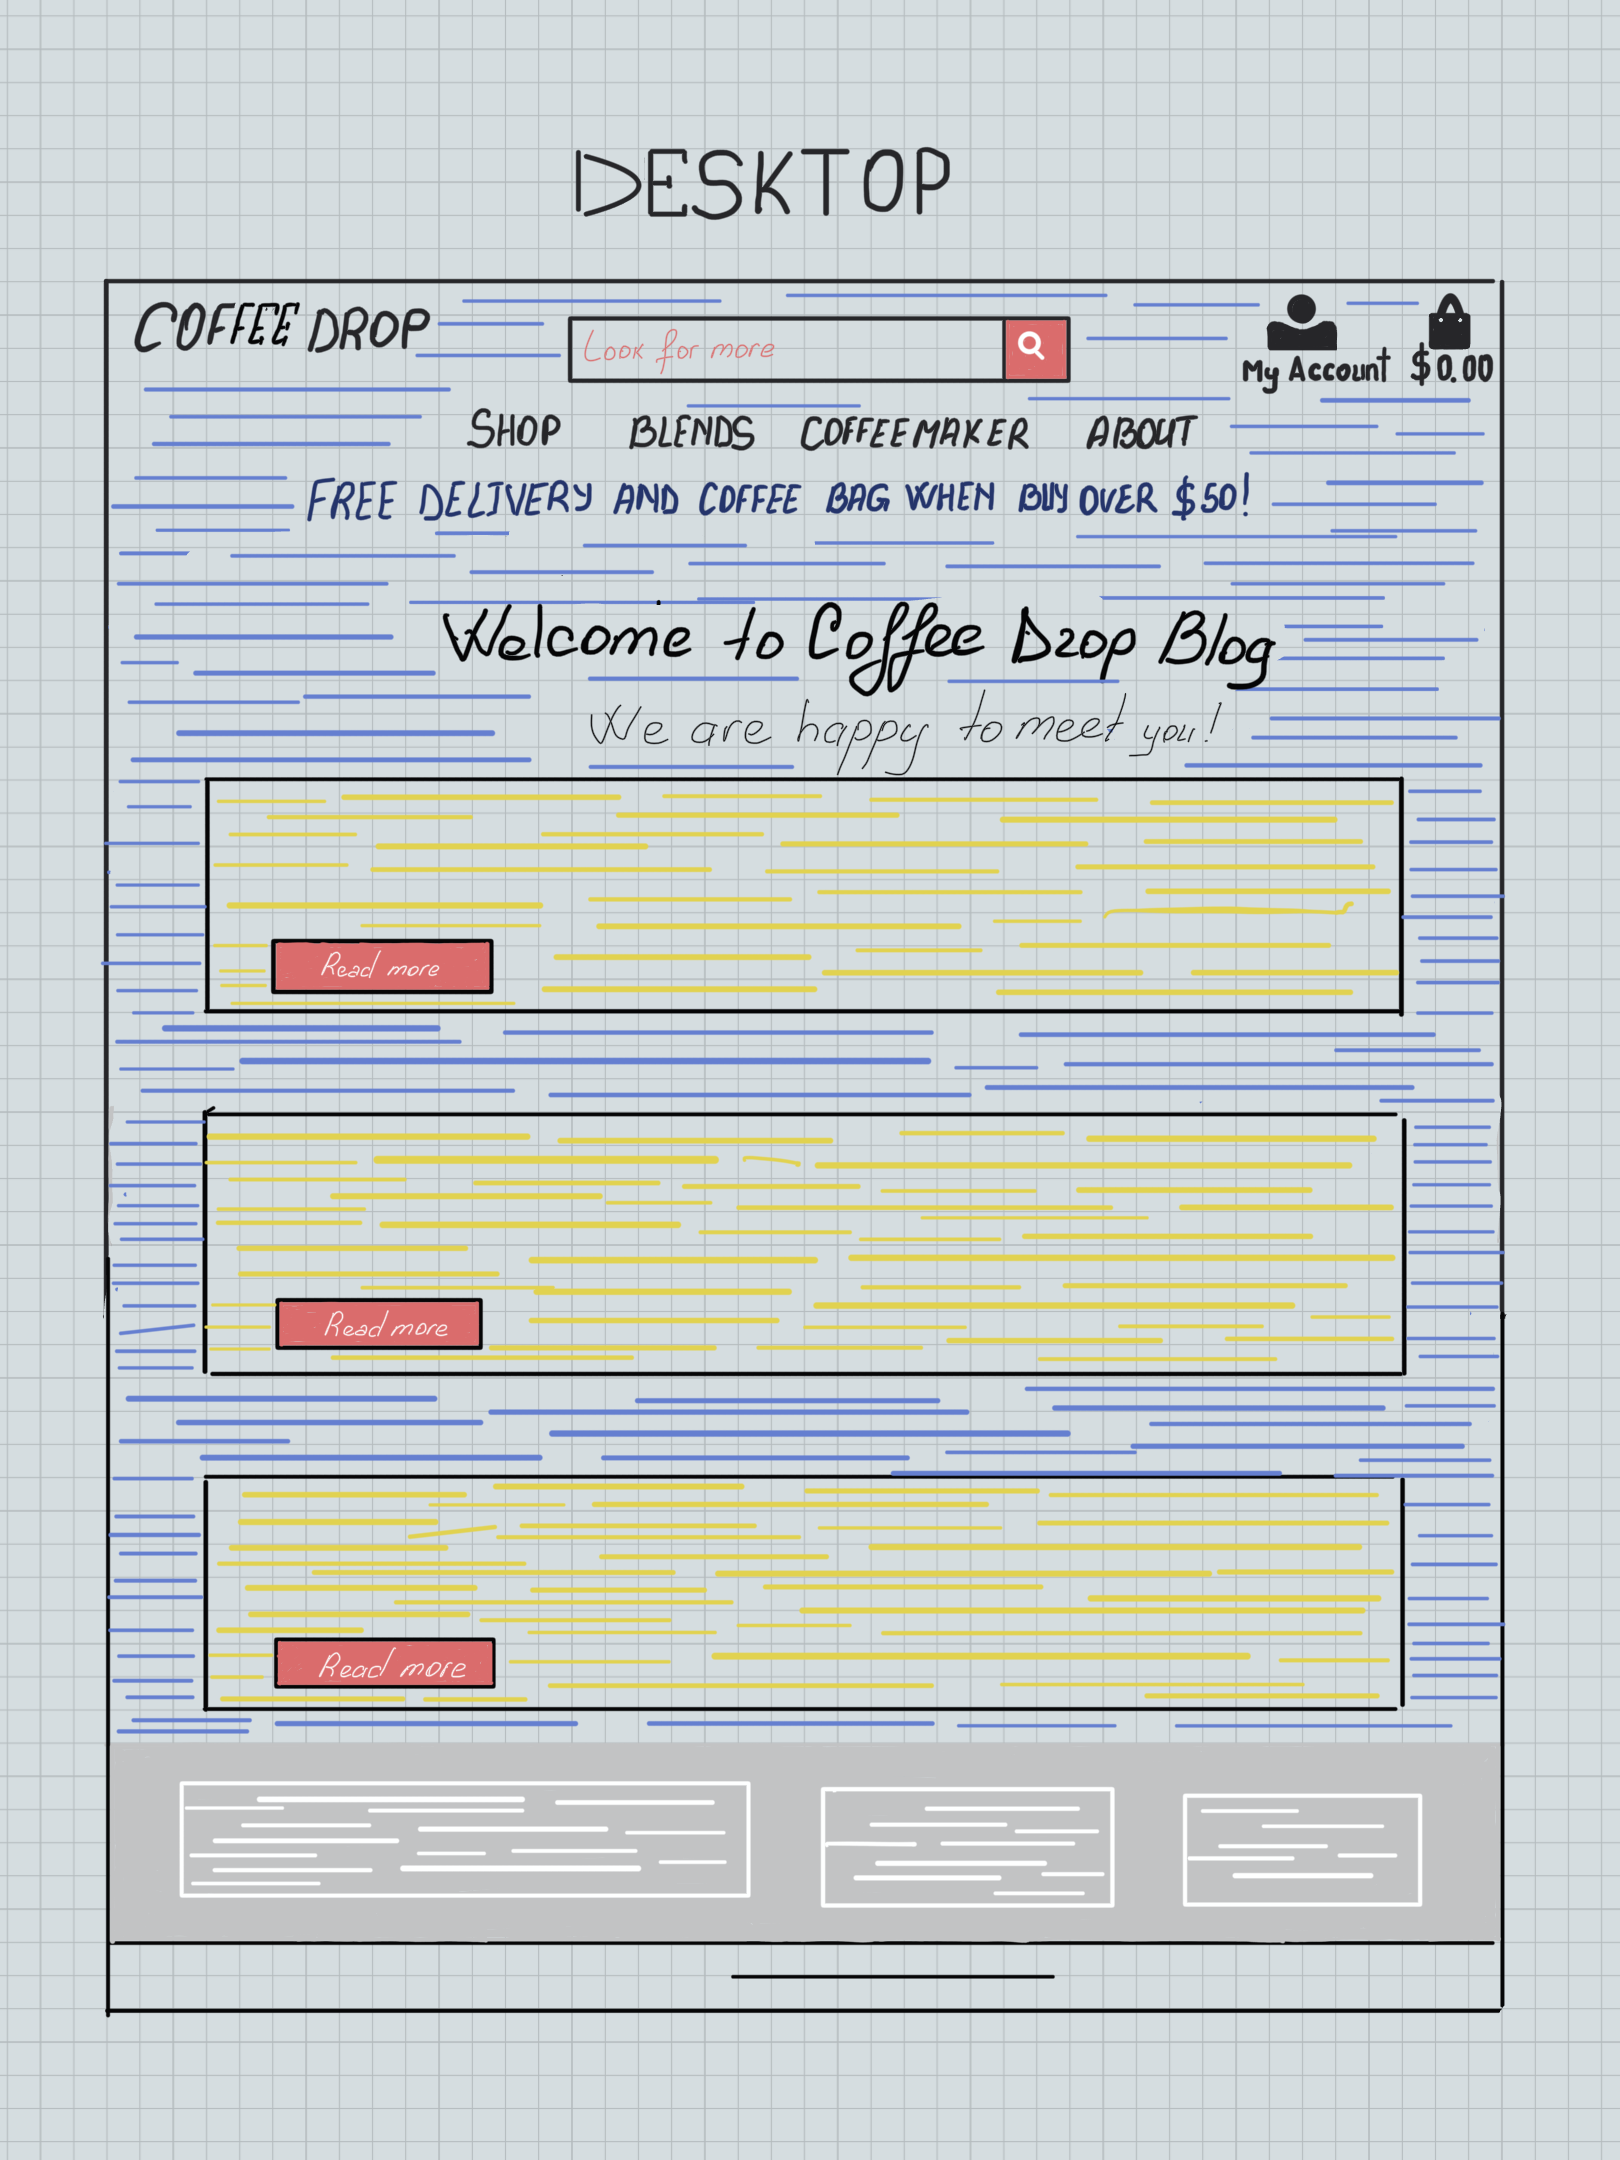 DESKTOP
COFFEE DROP
Look for more
My Account $0.00
SHOP BLENDS COFFEEMAKER ABOUT
FREE DELIVERY AND COFFEE BAG WHEN BUY OVER $50!
Welcome to Coffee Drop Blog
We are happy to meet you!
Read more
Read more
Read more